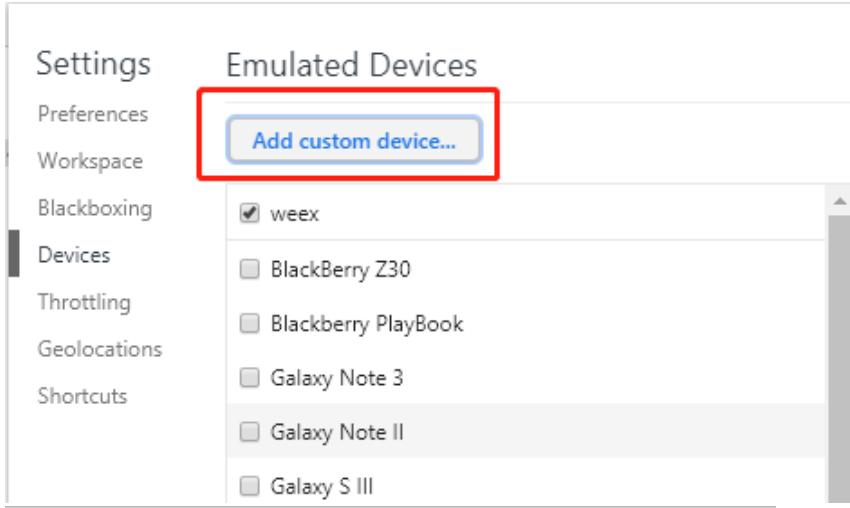 Settings
Preferences
Workspace
Blackboxing
Devices
Throttling
Geolocations
Shortcuts
Emulated Devices
Add custom device...
weex
BlackBerry Z30
Blackberry PlayBook
Galaxy Note 3
Galaxy Note II
Galaxy S III